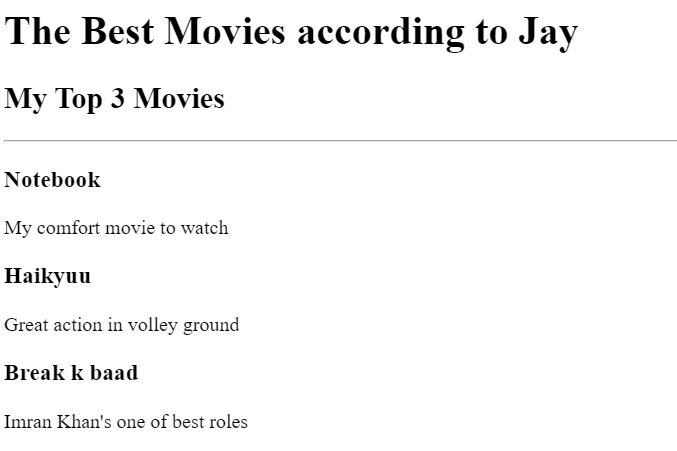 The Best Movies according to Jay
My Top 3 Movies
Notebook
My comfort movie to watch
Haikyuu
Great action in volley ground
Break k baad
Imran Khan's one of best roles